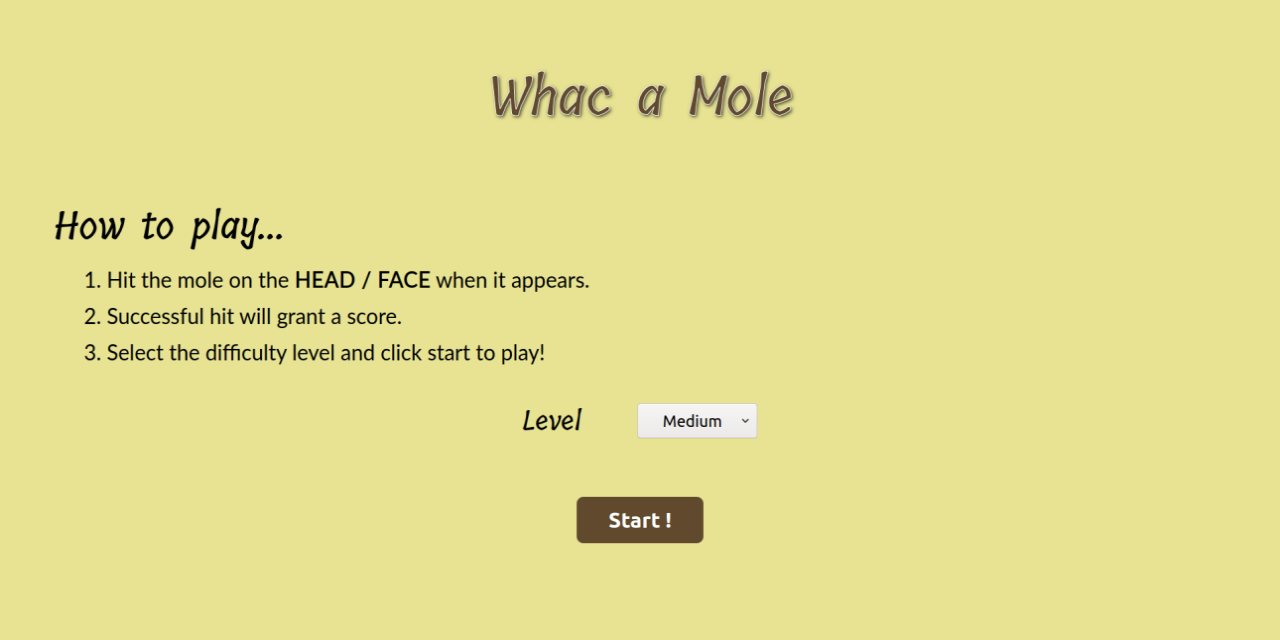 Whac a Mole
How to play...
1. Hit the mole on the HEAD / FACE when it appears.
2. Successful hit will grant a score.
3. Select the difficulty level and click start to play!
Level Medium
Start !